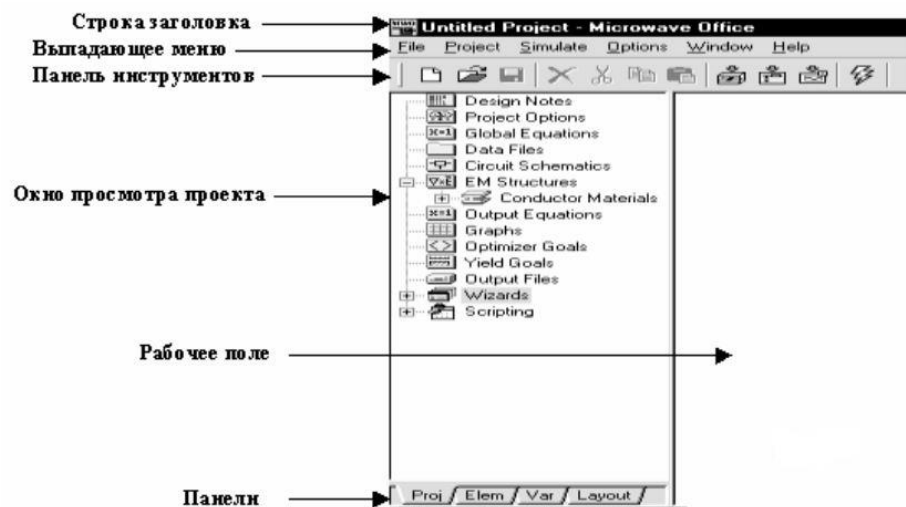 Строка заголовка
Untitled Project - Microwave Office
Выпадающее меню
File Project Simulate Options Window Help
Панель инструментов
Design Notes
Project Options
Global Equations
Data Files
Circuit Schematics
EM Structures
Окно просмотра проекта
Conductor Materials
Output Equations
Graphs
Optimizer Goals
Yield Goals
Output Files
Wizards
Scripting
Рабочее поле
Панели
Proj Elem Var Layout